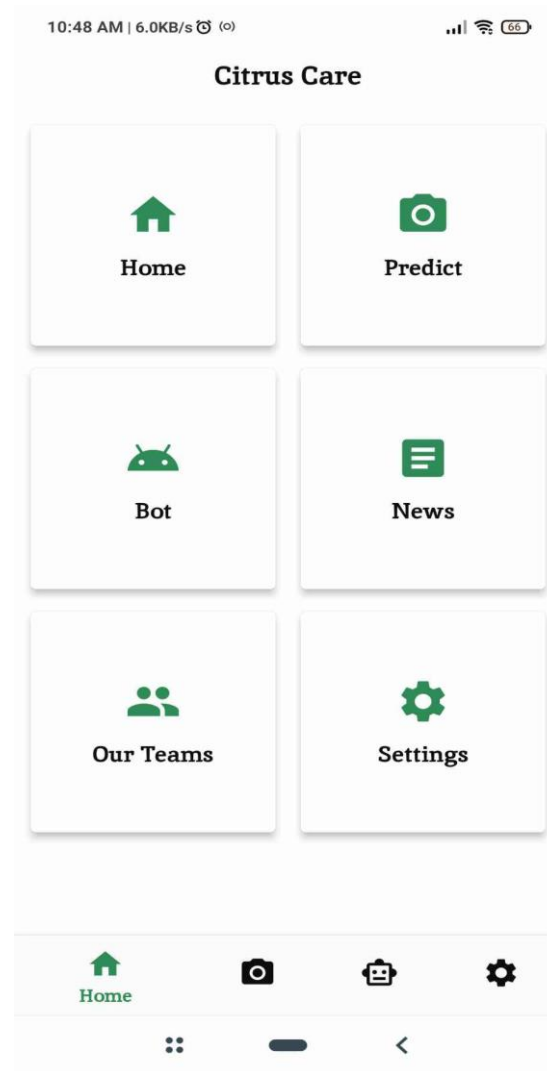 10:48 AM | 6.0KB/s
66
Citrus Care
Home
Predict
Bot
News
Our Teams
Settings
Home